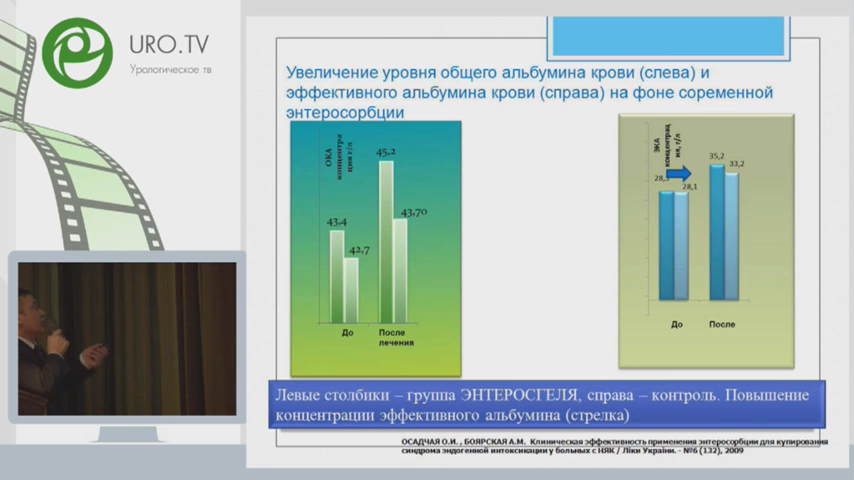 URO.TV
Урологическое тв
Увеличение уровня общего альбумина крови (слева) и
эффективного альбумина крови (справа) на фоне соременной
энтеросорбции
ОКА
концентра
ция г/л
43,4
42,7
45,2
43,70
До
После
лечения
ЭКА
концентрац
ия, г/л
28,1
35,2
33,2
До
После
Левые столбики – группа ЭНТЕРОСГЕЛЯ, справа – контроль. Повышение
концентрации эффективного альбумина (стрелка)
ОСАДЧАЯ О.И. , БОЯРСКАЯ А.М. Клиническая эффективность применения энтеросорбции для купирования
синдрома эндогенной интоксикации у больных с НЯК / Ліки України. - №6 (132), 2009